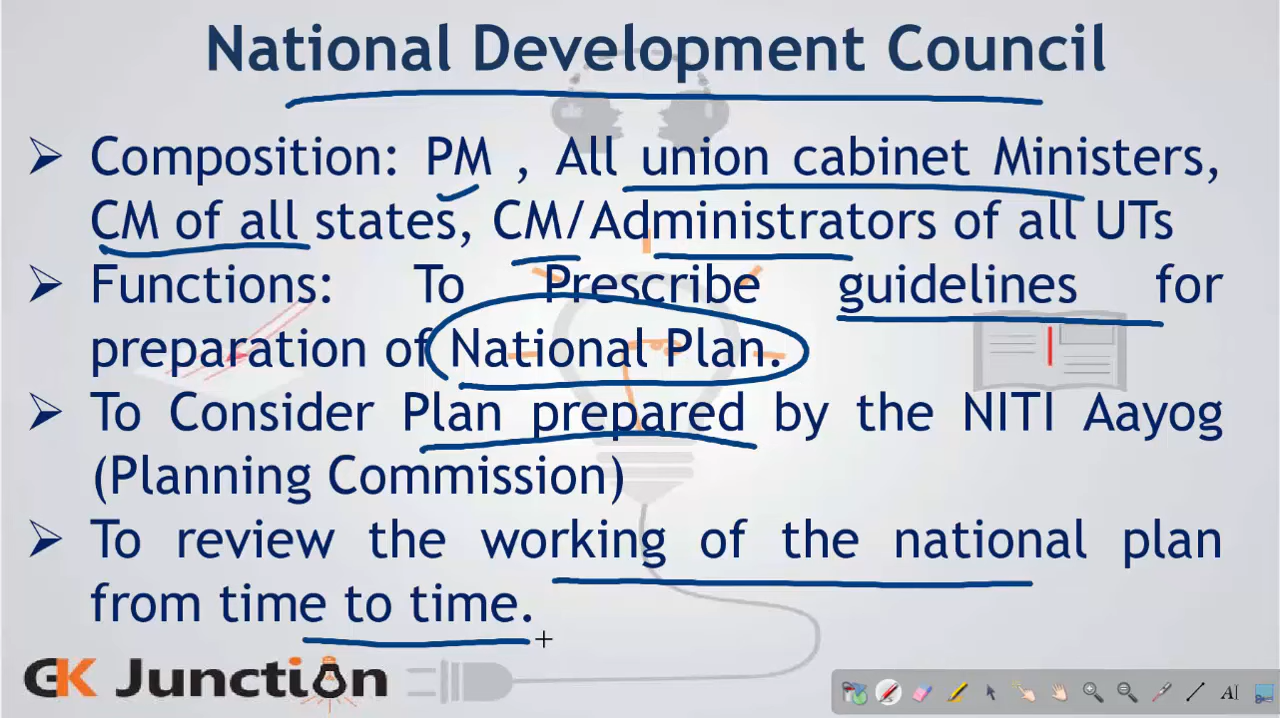 National Development Council
➢ Composition: PM , All union cabinet Ministers,
CM of all states, CM/Administrators of all UTs
➢ Functions: To Prescribe guidelines for
preparation of National Plan.
➢ To Consider Plan prepared by the NITI Aayog
(Planning Commission)
➢ To review the working of the national plan
from time to time.
GK Junction
A